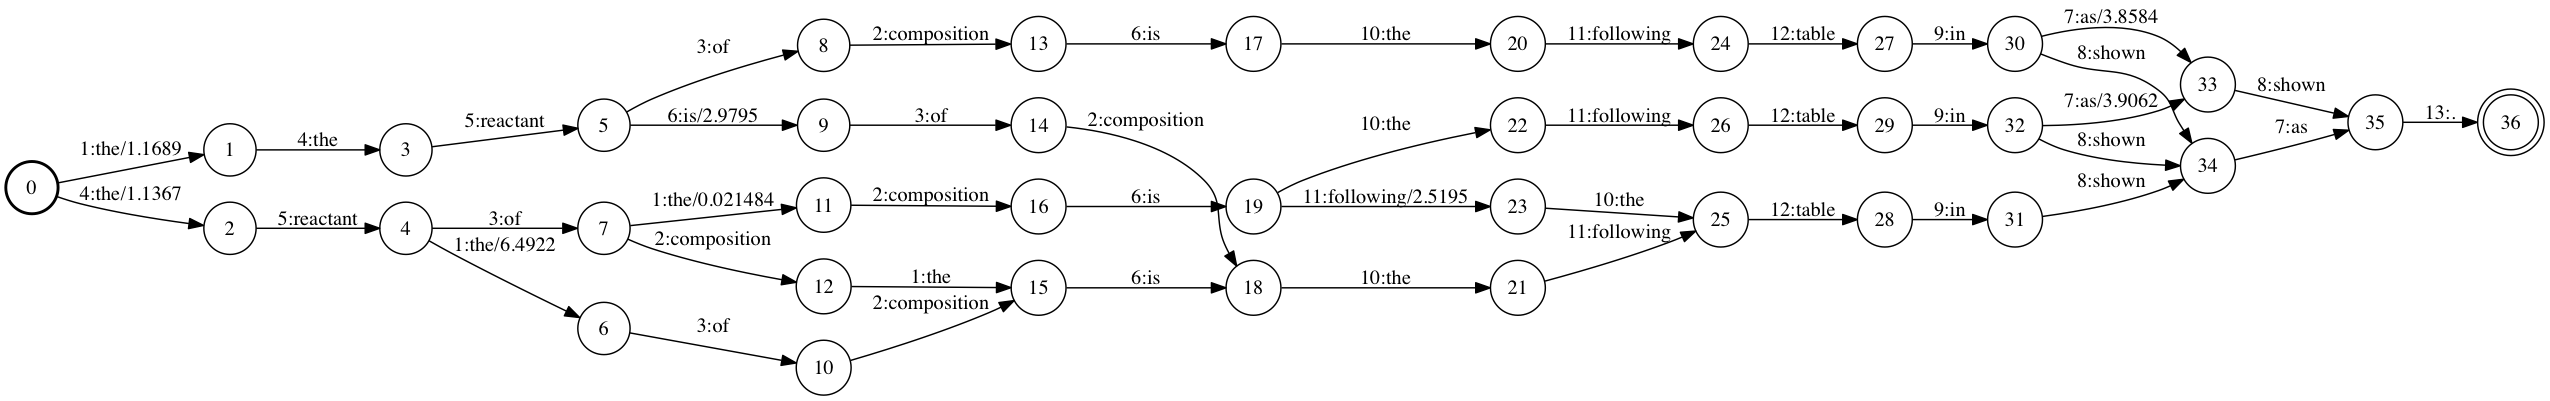 8 2:composition 13 6:is 17 10:the 20 11:following 24 12:table 27 9:in 30 7:as/3.8584
3:of 8:shown
33 8:shown
5:reactant 5 6:is/2.9795 9 3:of 14 2:composition 10:the 22 11:following 26 12:table 29 9:in 32 7:as/3.9062 35 13:. 36
1:the/1.1689 1 4:the 3 8:shown 7:as
34
0 4:the/1.1367 1:the/0.021484 11 2:composition 16 6:is 19 11:following/2.5195 23 10:the 8:shown
2 5:reactant 4 3:of 7 25 12:table 28 9:in 31
1:the/6.4922 2:composition 11:following
12 1:the 15 6:is 18 10:the 21
2:composition
6 3:of
10